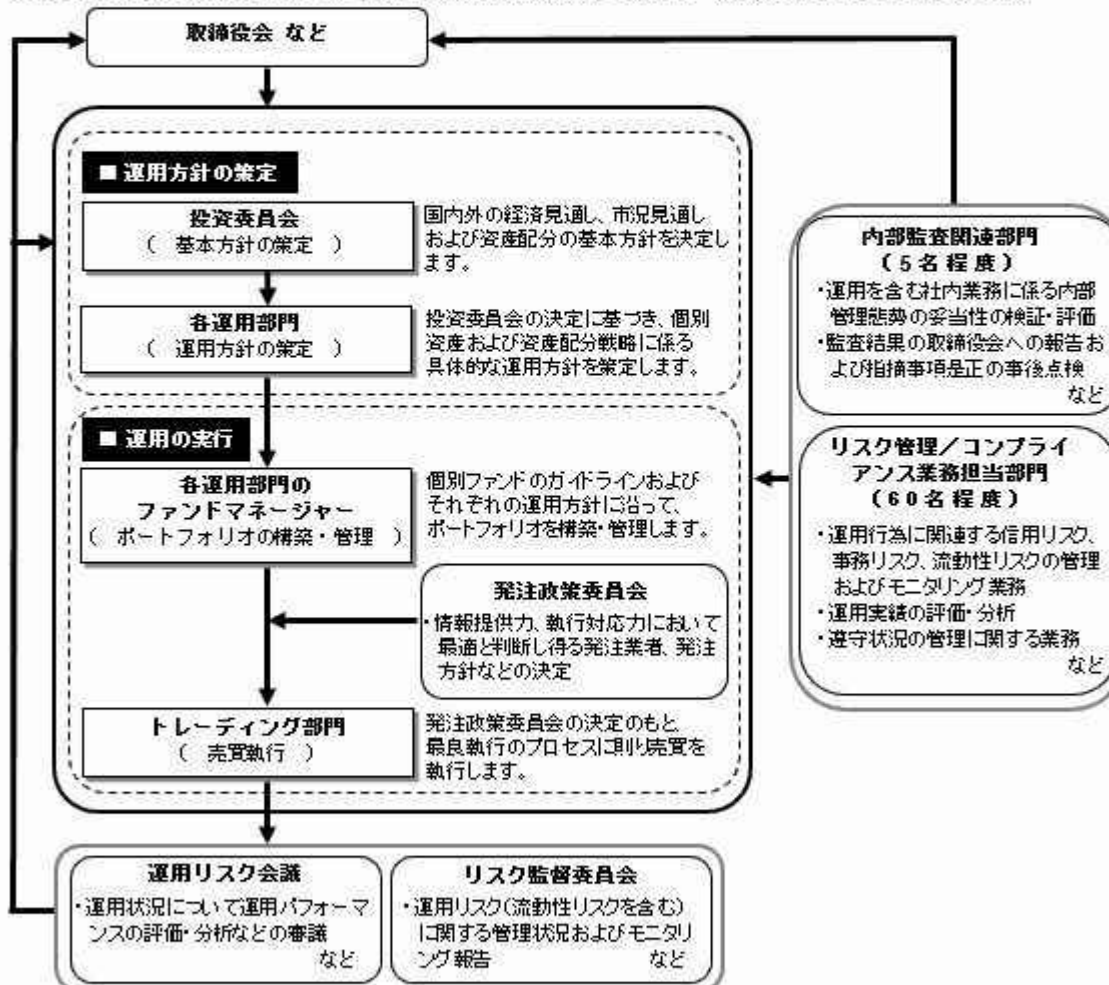 取締役会 など
■ 運用方針の策定
投資委員会
( 基本方針の策定 )
国内外の経済見通し、市況見通し
および資産配分の基本方針を決定し
ます。
各運用部門
( 運用方針の策定 )
投資委員会の決定に基づき、個別
資産および資産配分戦略に係る
具体的な運用方針を策定します。
■ 運用の実行
各運用部門の
ファンドマネージャー
( ポートフォリオの構築・管理 )
個別ファンドのガイドラインおよび
それぞれの運用方針に沿って、
ポートフォリオを構築・管理します。
発注政策委員会
・情報提供力、執行対応力において
最適と判断し得る発注業者、発注
方針などの決定
トレーディング部門
( 売買執行 )
発注政策委員会の決定のもと、
最良執行のプロセスに則り売買を
執行します。
内部監査関連部門
(5名程度)
・運用を含む社内業務に係る内部
管理態勢の妥当性の検証・評価
・監査結果の取締役会への報告お
よび指摘事項是正の事後点検
など
リスク管理/コンプライ
アンス業務担当部門
(60名程度)
・運用行為に関連する信用リスク、
事務リスク、流動性リスクの管理
およびモニタリング業務
・運用実績の評価・分析
・遵守状況の管理に関する業務
など
運用リスク会議
・運用状況について運用パフォーマ
ンスの評価・分析などの審議
など
リスク監督委員会
・運用リスク(流動性リスクを含む)
に関する管理状況およびモニタリ
ング報告 など